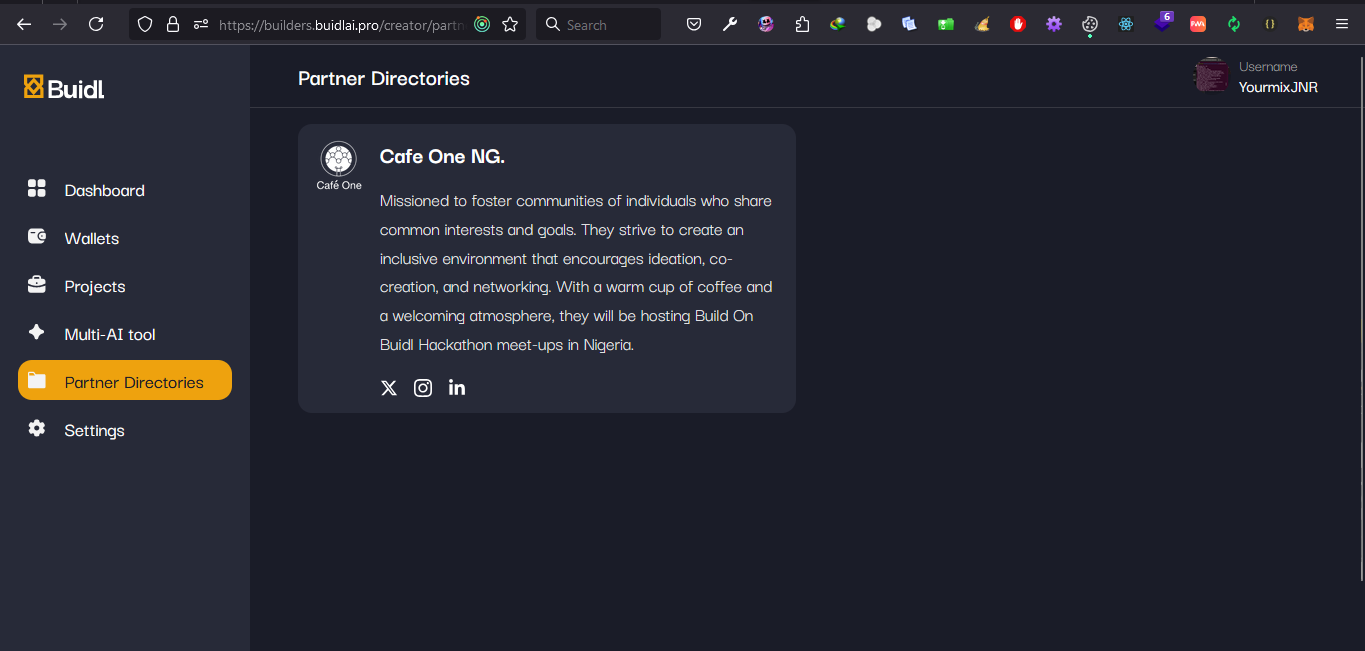 https://builders.buidlai.pro/creator/partn
Search
6
Buidl
Partner Directories
Username
YourmixJNR
Dashboard
Wallets
Projects
Multi-AI tool
Partner Directories
Settings
Café One
Cafe One NG.
Missioned to foster communities of individuals who share
common interests and goals. They strive to create an
inclusive environment that encourages ideation, co-
creation, and networking. With a warm cup of coffee and
a welcoming atmosphere, they will be hosting Build On
Buidl Hackathon meet-ups in Nigeria.